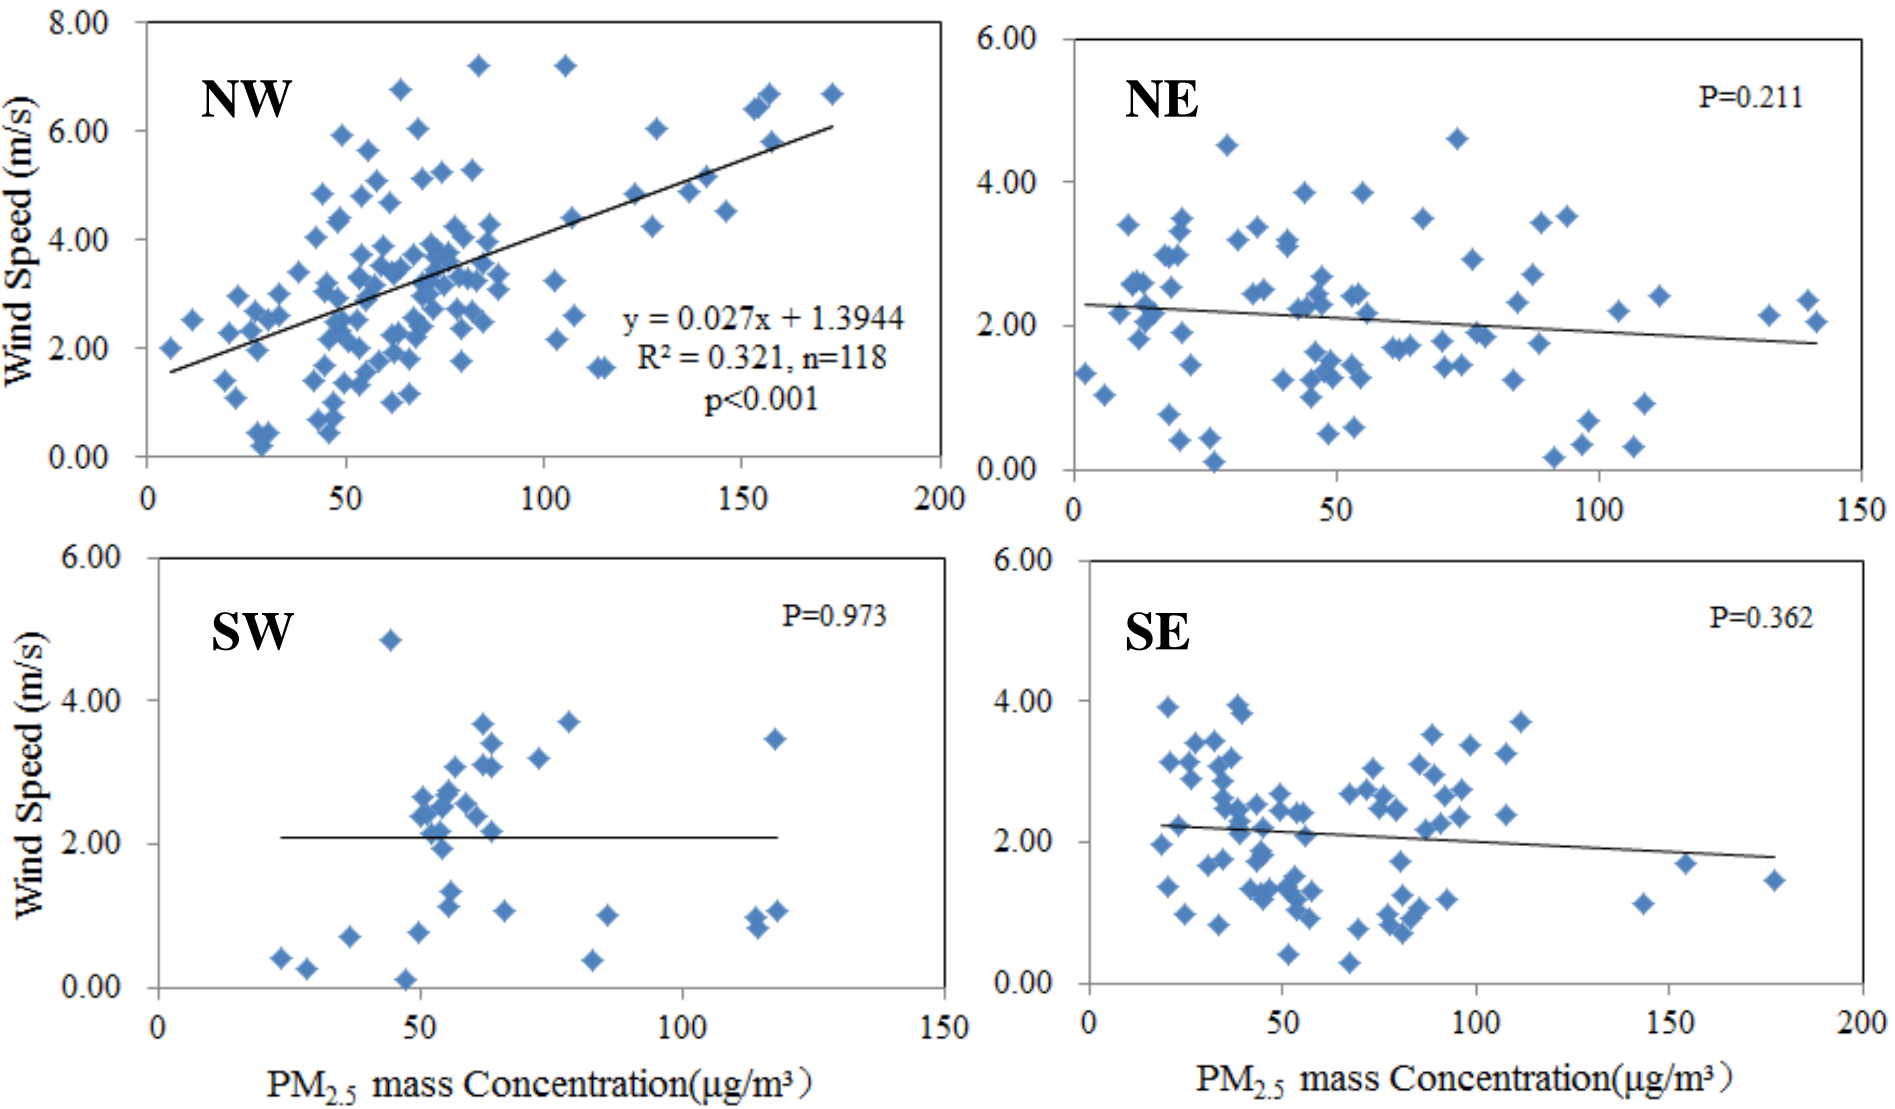 8.00
6.00
4.00
2.00
0.00
Wind Speed (m/s)
NW
y = 0.027x + 1.3944
R² = 0.321, n=118
p<0.001
0 50 100 150 200
6.00
4.00
2.00
0.00
NE
P=0.211
0 50 100 150
6.00
4.00
2.00
0.00
Wind Speed (m/s)
SW
P=0.973
0 50 100 150
PM2.5 mass Concentration(μg/m³）
6.00
4.00
2.00
0.00
SE
P=0.362
0 50 100 150 200
PM2.5 mass Concentration(μg/m³）